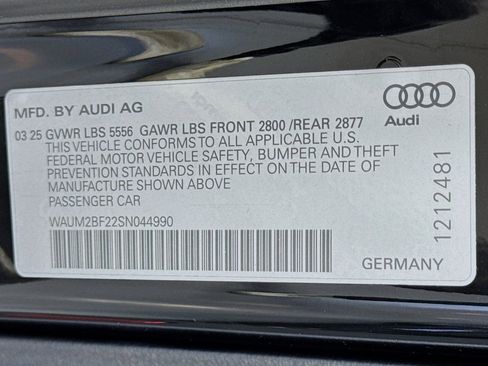 MFD. BY AUDI AG
Audi
03 25 GVWR LBS 5556 GAWR LBS FRONT 2800 /REAR 2877
THIS VEHICLE CONFORMS TO ALL APPLICABLE U.S.
FEDERAL MOTOR VEHICLE SAFETY, BUMPER AND THEFT
PREVENTION STANDARDS IN EFFECT ON THE DATE OF
MANUFACTURE SHOWN ABOVE
PASSENGER CAR
WAUM2BF22SN044990
1212481
GERMANY